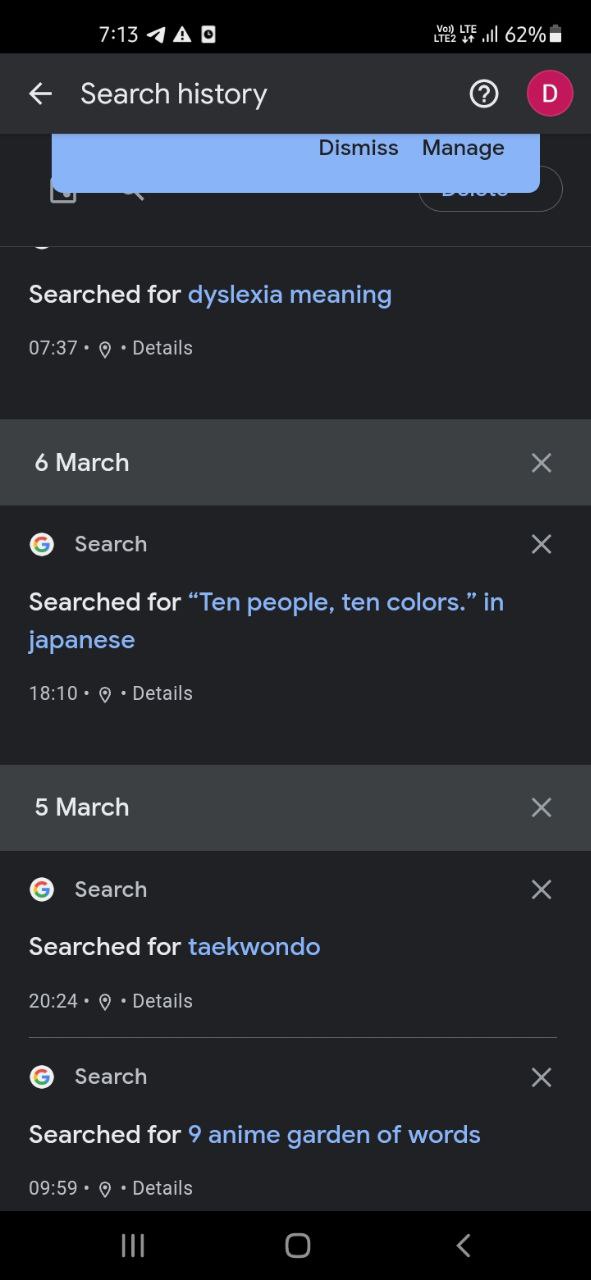 7:13 Vo) LTE LTE2 62%
Search history D
Dismiss Manage
Delete
Searched for dyslexia meaning
07:37 • • Details
6 March
Search
Searched for “Ten people, ten colors.” in
japanese
18:10 • • Details
5 March
Search
Searched for taekwondo
20:24 • • Details
Search
Searched for 9 anime garden of words
09:59 • • Details